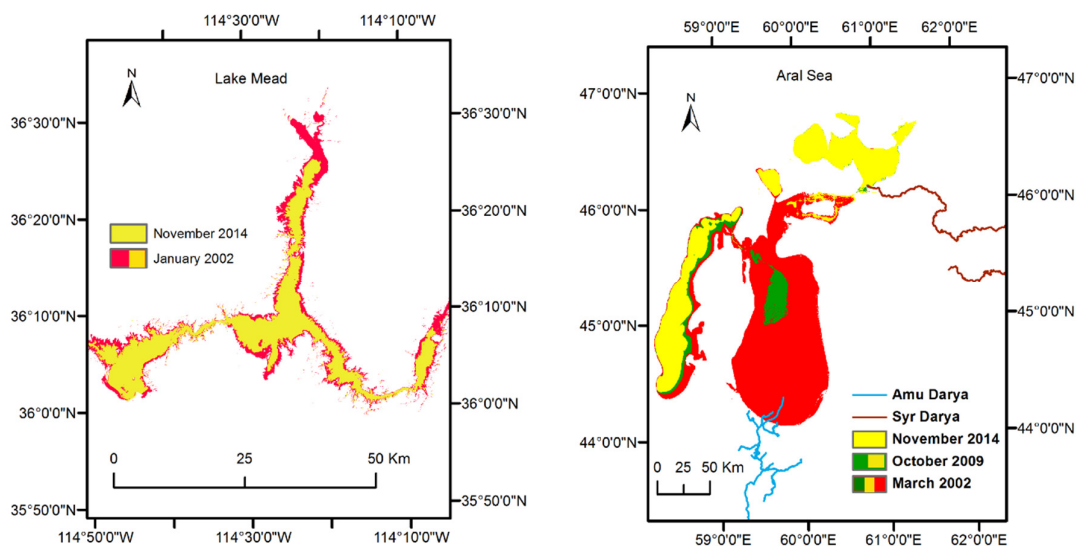 114°30'0"W 114°10'0"W
N
Lake Mead
36°30'0"N
36°30'0"N
36°20'0"N
36°20'0"N
November 2014
January 2002
36°10'0"N
36°10'0"N
36°0'0"N
36°0'0"N
0 25 50 Km
35°50'0"N
35°50'0"N
114°50'0"W 114°30'0"W 114°10'0"W
59°0'0"E 60°0'0"E 61°0'0"E 62°0'0"E
N
Aral Sea
47°0'0"N
47°0'0"N
46°0'0"N
46°0'0"N
45°0'0"N
45°0'0"N
44°0'0"N
44°0'0"N
Amu Darya
Syr Darya
November 2014
October 2009
March 2002
0 25 50 Km
59°0'0"E 60°0'0"E 61°0'0"E 62°0'0"E